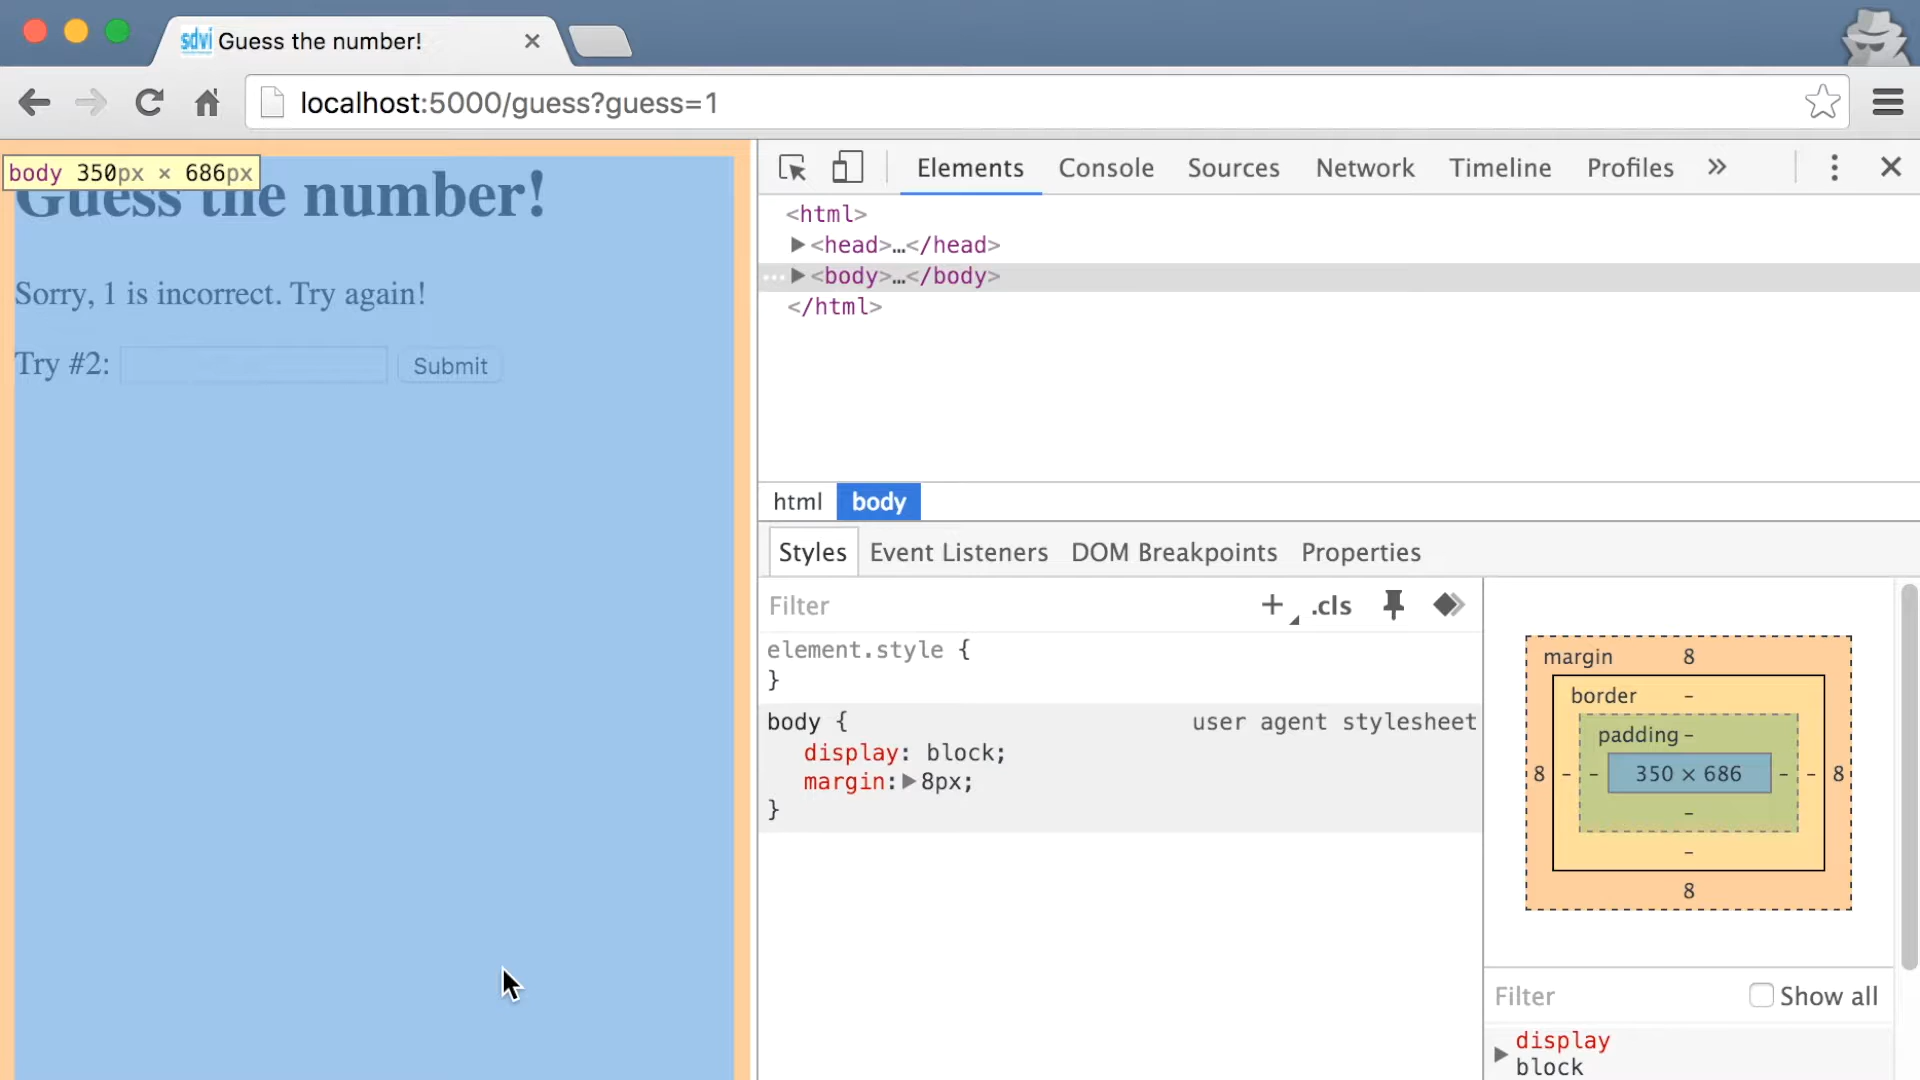 sdvi Guess the number!
localhost:5000/guess?guess=1
body 350px × 686px
Guess the number!
Sorry, 1 is incorrect. Try again!
Try #2: Submit
Elements Console Sources Network Timeline Profiles »
<html>
<head>…</head>
<body>…</body>
</html>
html body
Styles Event Listeners DOM Breakpoints Properties
Filter .cls
element.style {
}
body { user agent stylesheet
display: block;
margin: 8px;
}
margin 8
border –
padding –
8 – – 350 × 686 – – 8
–
–
8
Filter Show all
display
block